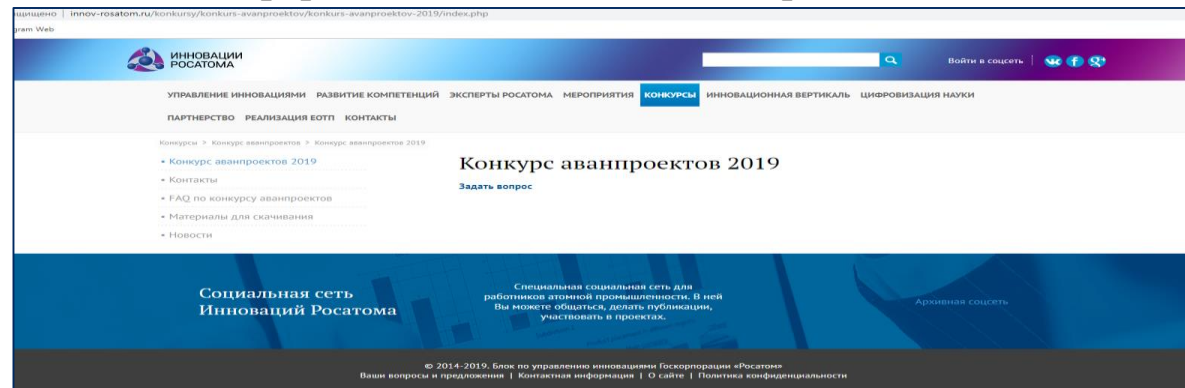 innov-rosatom.ru/konkursy/konkurs-avanproektov/konkurs-avanproektov-2019/index.php
gram Web
ИННОВАЦИИ
РОСАТОМА
Войти в соцсеть
УПРАВЛЕНИЕ ИННОВАЦИЯМИ РАЗВИТИЕ КОМПЕТЕНЦИЙ ЭКСПЕРТЫ РОСАТОМА МЕРОПРИЯТИЯ КОНКУРСЫ ИННОВАЦИОННАЯ ВЕРТИКАЛЬ ЦИФРОВИЗАЦИЯ НАУКИ
ПАРТНЕРСТВО РЕАЛИЗАЦИЯ ЕОТП КОНТАКТЫ
Конкурсы > Конкурс аванпроектов > Конкурс аванпроектов 2019
• Конкурс аванпроектов 2019
• Контакты
• FAQ по конкурсу аванпроектов
• Материалы для скачивания
• Новости
Конкурс аванпроектов 2019
Задать вопрос
Социальная сеть
Инноваций Росатома
Специальная социальная сеть для
работников атомной промышленности. В ней
Вы можете общаться, делать публикации,
участвовать в проектах.
Архивная соцсеть
© 2014-2019. Блок по управлению инновациями Госкорпорации «Росатом»
Ваши вопросы и предложения | Контактная информация | О сайте | Политика конфиденциальности